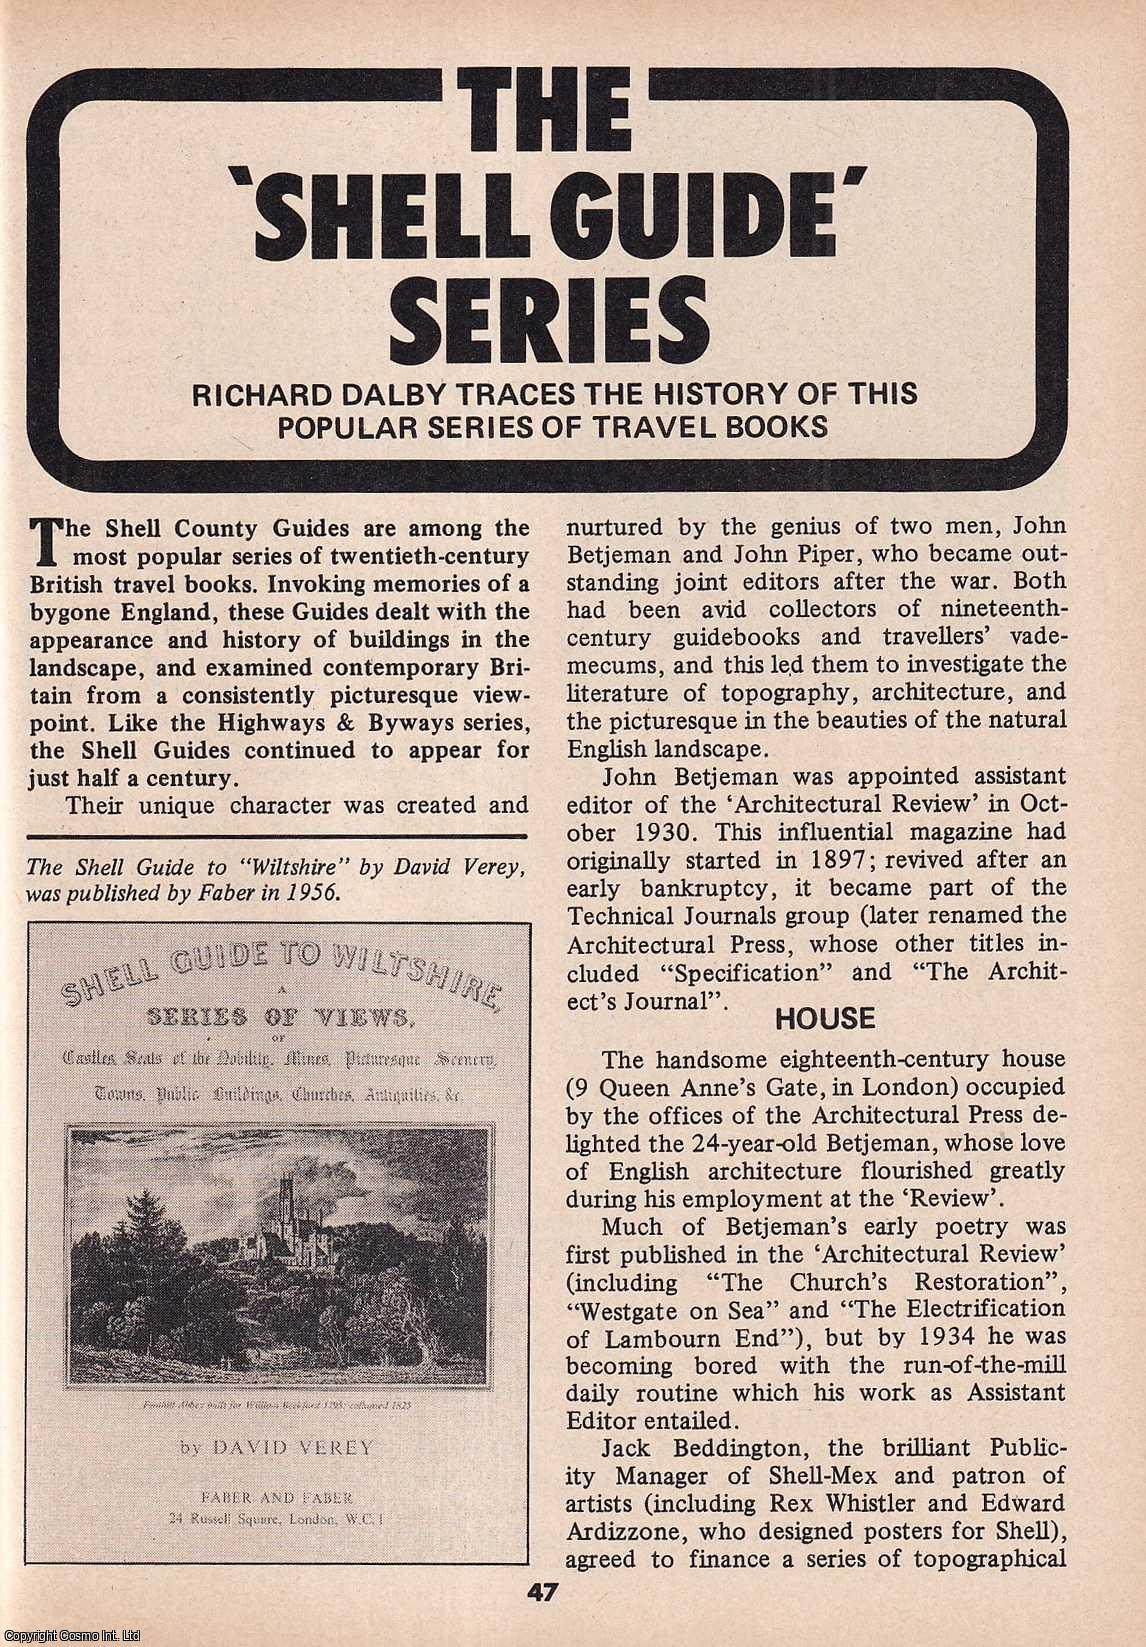 THE
'SHELL GUIDE'
SERIES
RICHARD DALBY TRACES THE HISTORY OF THIS
POPULAR SERIES OF TRAVEL BOOKS
The Shell County Guides are among the
most popular series of twentieth-century
British travel books. Invoking memories of a
bygone England, these Guides dealt with the
appearance and history of buildings in the
landscape, and examined contemporary Bri-
tain from a consistently picturesque view-
point. Like the Highways & Byways series,
the Shell Guides continued to appear for
just half a century.
Their unique character was created and
The Shell Guide to "Wiltshire" by David Verey,
was published by Faber in 1956.
SHELL GUIDE TO WILTSHIRE,
A
SERIES OF VIEWS,
OF
Castles, Seats of the Nobility, Mines, Picturesque Scenery,
Towns, Public Buildings, Churches, Antiquities, &c.
Fonthill Abbey built for William Beckford 1795: collapsed 1825
by DAVID VEREY
FABER AND FABER
24 Russell Square, London, W.C.1
nurtured by the genius of two men, John
Betjeman and John Piper, who became out-
standing joint editors after the war. Both
had been avid collectors of nineteenth-
century guidebooks and travellers' vade-
mecums, and this led them to investigate the
literature of topography, architecture, and
the picturesque in the beauties of the natural
English landscape.
John Betjeman was appointed assistant
editor of the 'Architectural Review' in Oct-
ober 1930. This influential magazine had
originally started in 1897; revived after an
early bankruptcy, it became part of the
Technical Journals group (later renamed the
Architectural Press, whose other titles in-
cluded "Specification" and "The Archit-
ect's Journal".
HOUSE
The handsome eighteenth-century house
(9 Queen Anne's Gate, in London) occupied
by the offices of the Architectural Press de-
lighted the 24-year-old Betjeman, whose love
of English architecture flourished greatly
during his employment at the 'Review'.
Much of Betjeman's early poetry was
first published in the 'Architectural Review'
(including "The Church's Restoration",
"Westgate on Sea" and "The Electrification
of Lambourn End"), but by 1934 he was
becoming bored with the run-of-the-mill
daily routine which his work as Assistant
Editor entailed.
Jack Beddington, the brilliant Public-
ity Manager of Shell-Mex and patron of
artists (including Rex Whistler and Edward
Ardizzone, who designed posters for Shell),
agreed to finance a series of topographical
47
Copyright Cosmo Int. Ltd